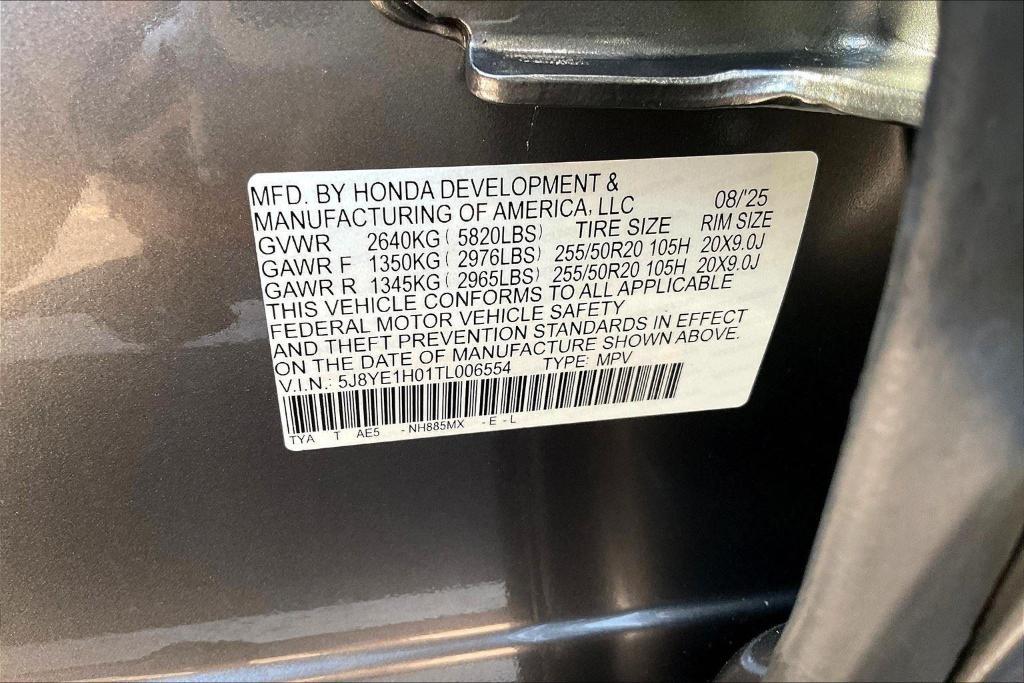 MFD. BY HONDA DEVELOPMENT & 08/'25
MANUFACTURING OF AMERICA, LLC
GVWR 2640KG ( 5820LBS) TIRE SIZE RIM SIZE
GAWR F 1350KG ( 2976LBS) 255/50R20 105H 20X9.0J
GAWR R 1345KG ( 2965LBS) 255/50R20 105H 20X9.0J
THIS VEHICLE CONFORMS TO ALL APPLICABLE
FEDERAL MOTOR VEHICLE SAFETY
AND THEFT PREVENTION STANDARDS IN EFFECT
ON THE DATE OF MANUFACTURE SHOWN ABOVE.
V.I.N.: 5J8YE1H01TL006554 TYPE: MPV
TYA T AE5 - NH885MX - E - L